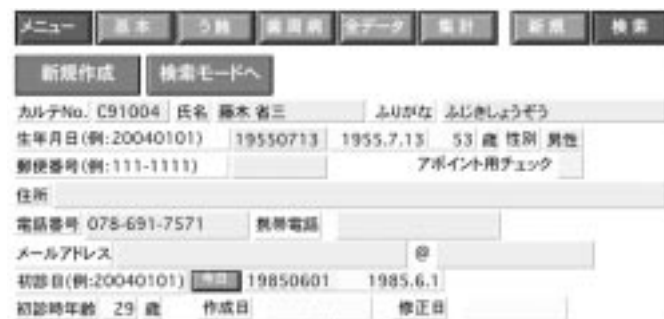 メニュー 基本 う蝕 歯周病 全データ 集計 新規 検索
新規作成 検索モードへ
カルテNo. C91004 氏名 藤木 省三 ふりがな ふじきしょうぞう
生年月日(例:20040101) 19550713 1955.7.13 53 歳 性別 男性
郵便番号(例:111-1111) アポイント用チェック
住所
電話番号 078-691-7571 携帯電話
メールアドレス @
初診日(例:20040101) 今日 19850601 1985.6.1
初診時年齢 29 歳 作成日 修正日